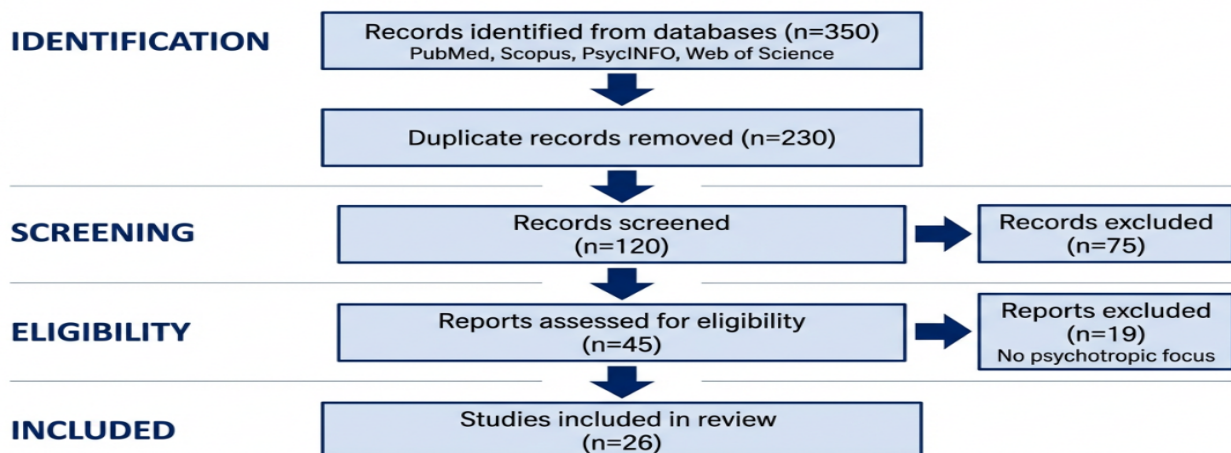 IDENTIFICATION
Records identified from databases (n=350)
PubMed, Scopus, PsycINFO, Web of Science
Duplicate records removed (n=230)
SCREENING
Records screened
(n=120)
Records excluded
(n=75)
ELIGIBILITY
Reports assessed for eligibility
(n=45)
Reports excluded
(n=19)
No psychotropic focus
INCLUDED
Studies included in review
(n=26)